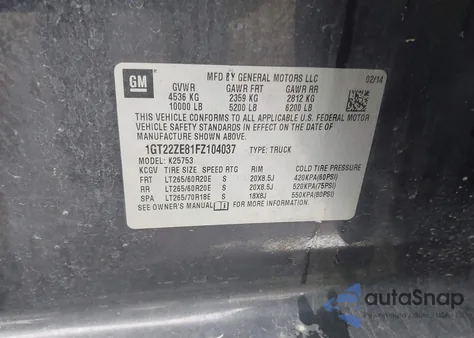 GM
MFD BY GENERAL MOTORS LLC 02/14
GVWR GAWR FRT GAWR RR
4536 KG 2359 KG 2812 KG
10000 LB 5200 LB 6200 LB
THIS VEHICLE CONFORMS TO ALL APPLICABLE U.S.
FEDERAL MOTOR VEHICLE SAFETY STANDARDS IN
EFFECT ON THE DATE OF MANUFACTURE SHOWN ABOVE.
1GT22ZE81FZ104037 TYPE: TRUCK
MODEL: K25753
KCGV TIRE SIZE SPEED RTG RIM COLD TIRE PRESSURE
FRT LT265/60R20E S 20X8.5J 420KPA(60PSI)
RR LT265/60R20E S 20X8.5J 520KPA(75PSI)
SPA LT265/70R18E S 18X8J 550KPA(80PSI)
SEE OWNER'S MANUAL FOR MORE INFORMATION.
autoSnap